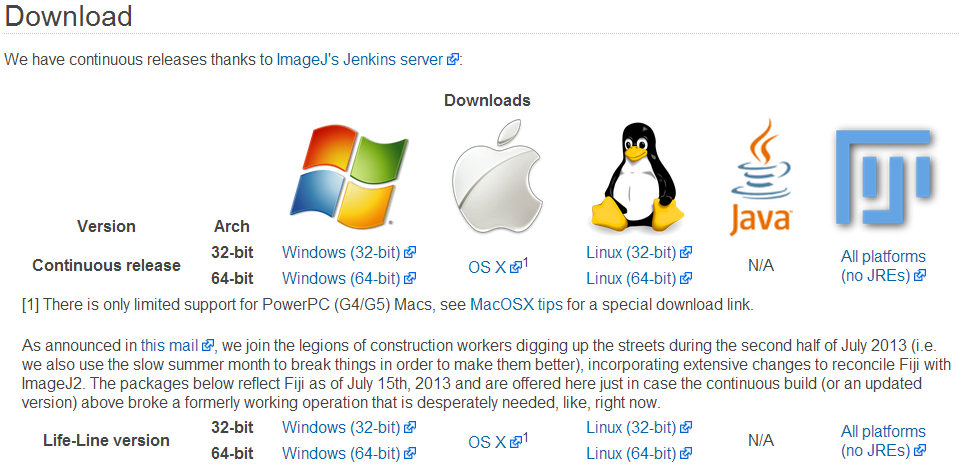 Download
We have continuous releases thanks to ImageJ's Jenkins server:
Downloads
Java
Version Arch
Continuous release
32-bit Windows (32-bit) Linux (32-bit)
64-bit Windows (64-bit) Linux (64-bit)
OS X 1
N/A
All platforms
(no JREs)
[1] There is only limited support for PowerPC (G4/G5) Macs, see MacOSX tips for a special download link.
As announced in this mail, we join the legions of construction workers digging up the streets during the second half of July 2013 (i.e.
we also use the slow summer month to break things in order to make them better), incorporating extensive changes to reconcile Fiji with
ImageJ2. The packages below reflect Fiji as of July 15th, 2013 and are offered here just in case the continuous build (or an updated
version) above broke a formerly working operation that is desperately needed, like, right now.
Life-Line version
32-bit Windows (32-bit) Linux (32-bit)
64-bit Windows (64-bit) Linux (64-bit)
OS X 1
N/A
All platforms
(no JREs)